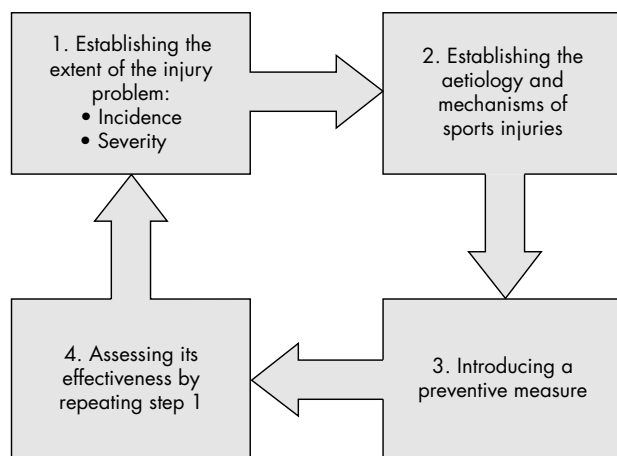 1. Establishing the
extent of the injury
problem:
• Incidence
• Severity
2. Establishing the
aetiology and
mechanisms of
sports injuries
3. Introducing a
preventive measure
4. Assessing its
effectiveness by
repeating step 1